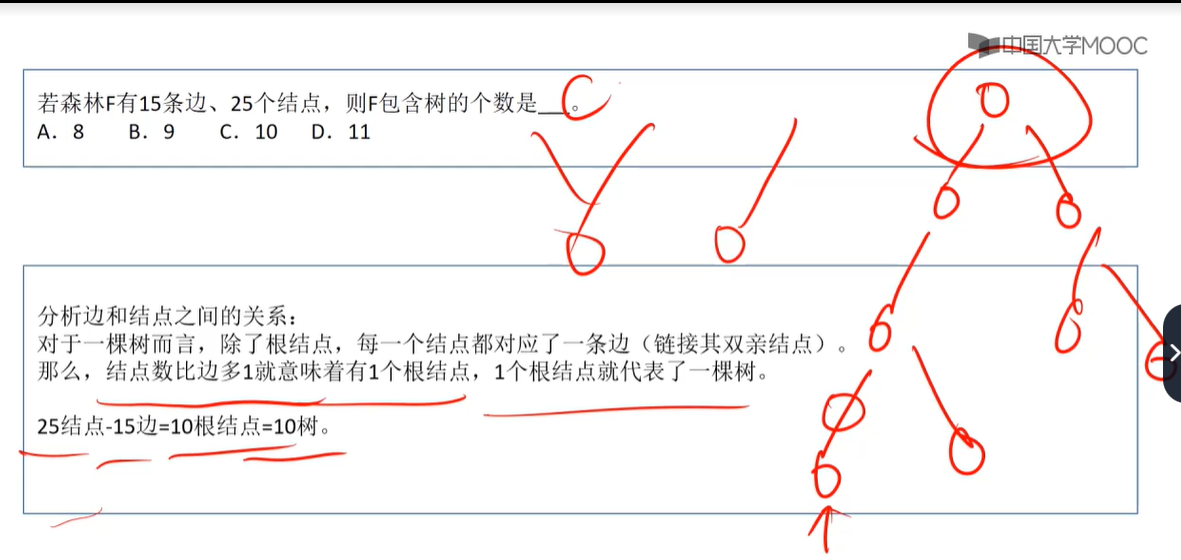 中国大学MOOC
若森林F有15条边、25个结点，则F包含树的个数是__。
C
A. 8 B. 9 C. 10 D. 11
分析边和结点之间的关系：
对于一棵树而言，除了根结点，每一个结点都对应了一条边（链接其双亲结点）。
那么，结点数比边多1就意味着有1个根结点，1个根结点就代表了一棵树。
25结点-15边=10根结点=10树。